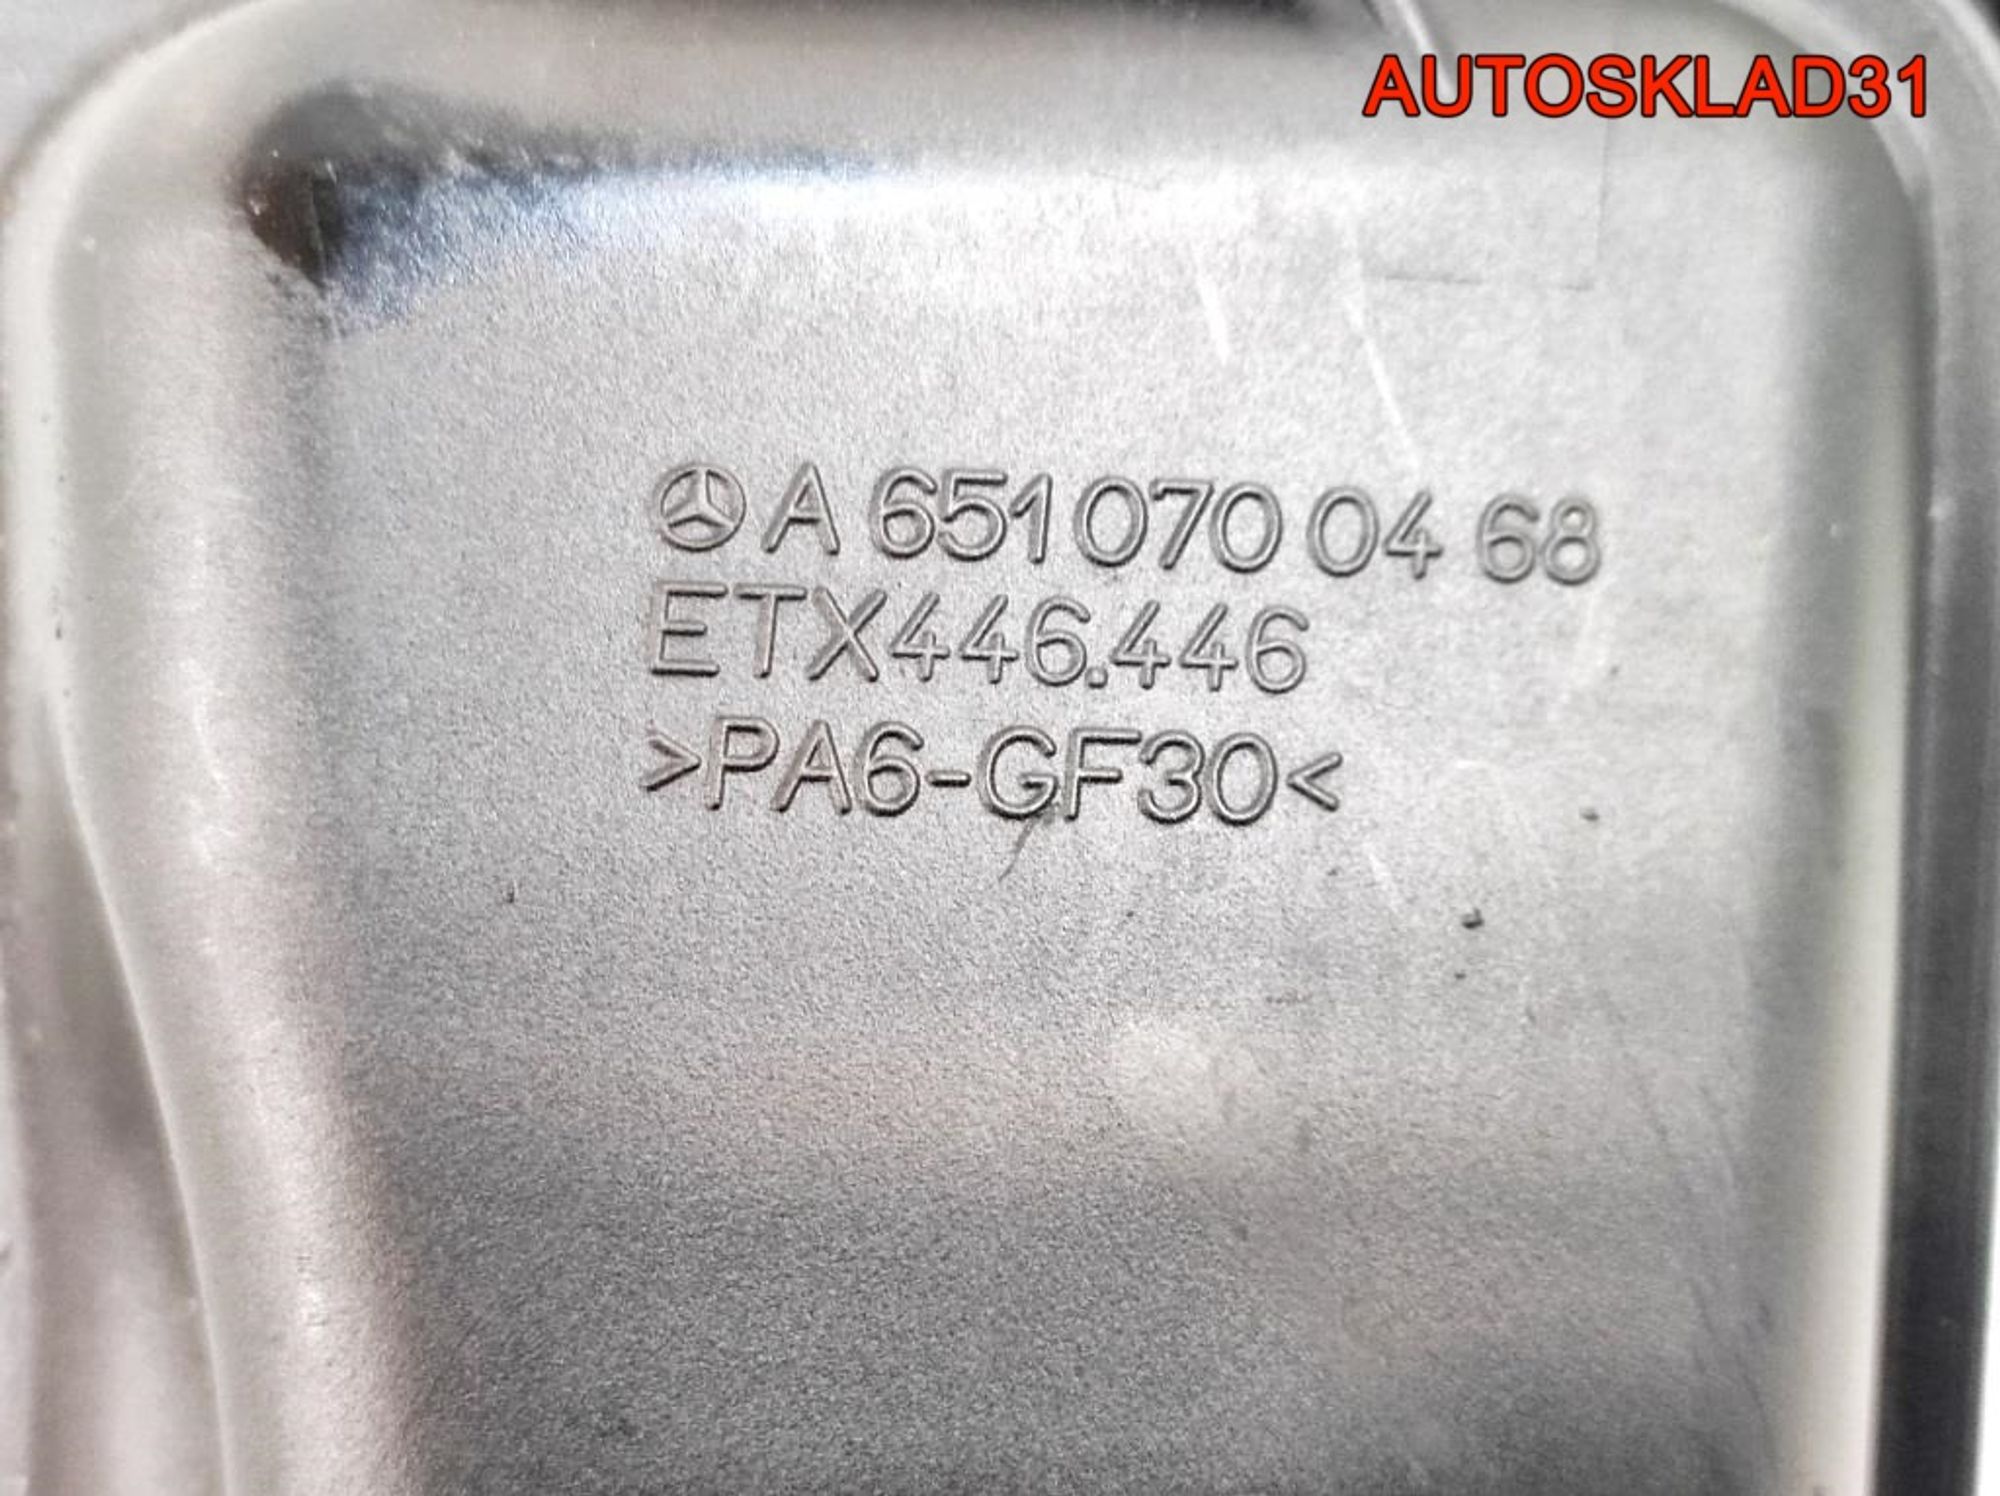 AUTOSKLAD31
A 651 070 04 68
ETX446.446
>PA6-GF30<